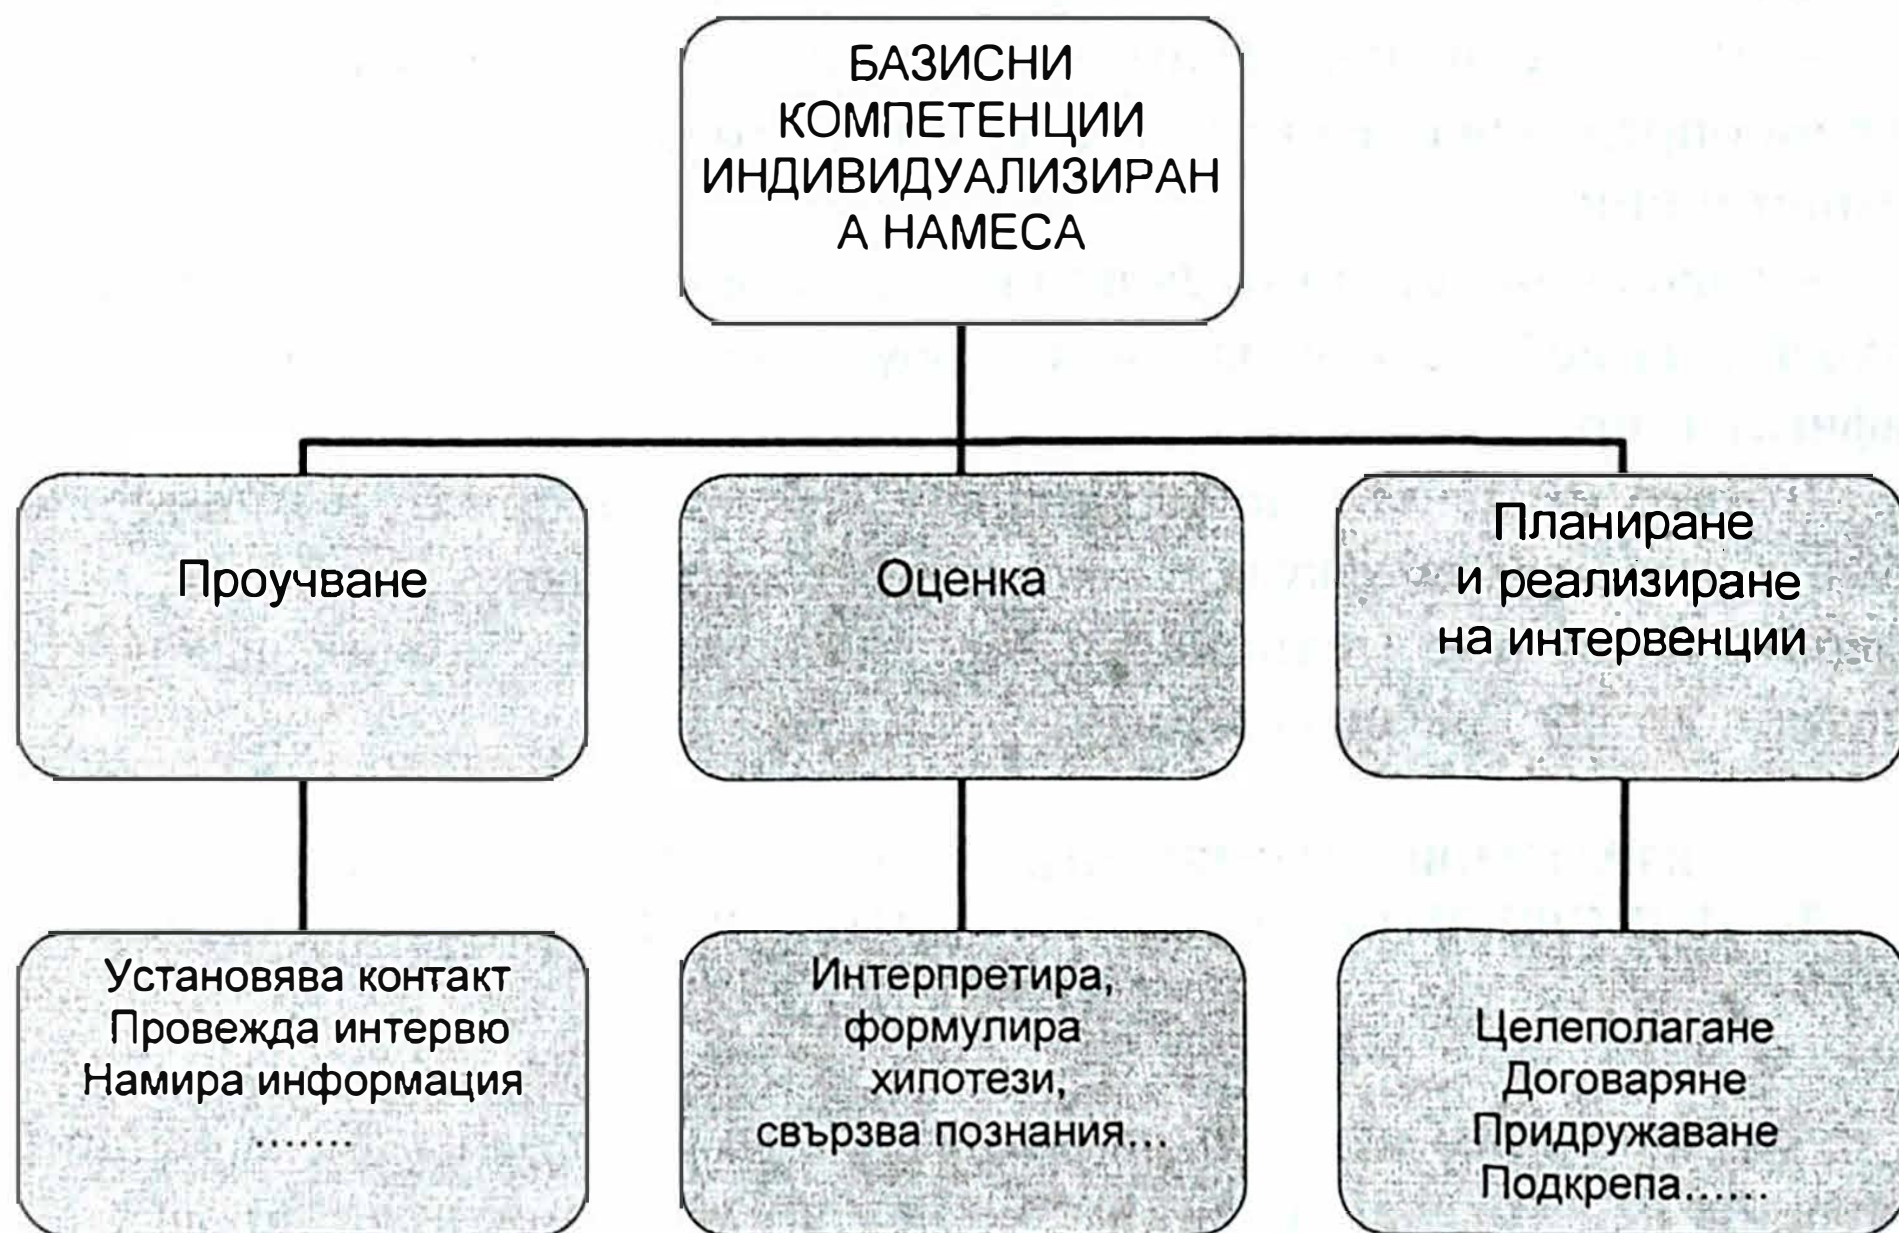 БАЗИСНИ
КОМПЕТЕНЦИИ
ИНДИВИДУАЛИЗИРАН
А НАМЕСА
Проучване
Оценка
Планиране
и реализиране
на интервенции
Установява контакт
Провежда интервю
Намира информация
.......
Интерпретира,
формулира
хипотези,
свързва познания...
Целеполагане
Договаряне
Придружаване
Подкрепа......